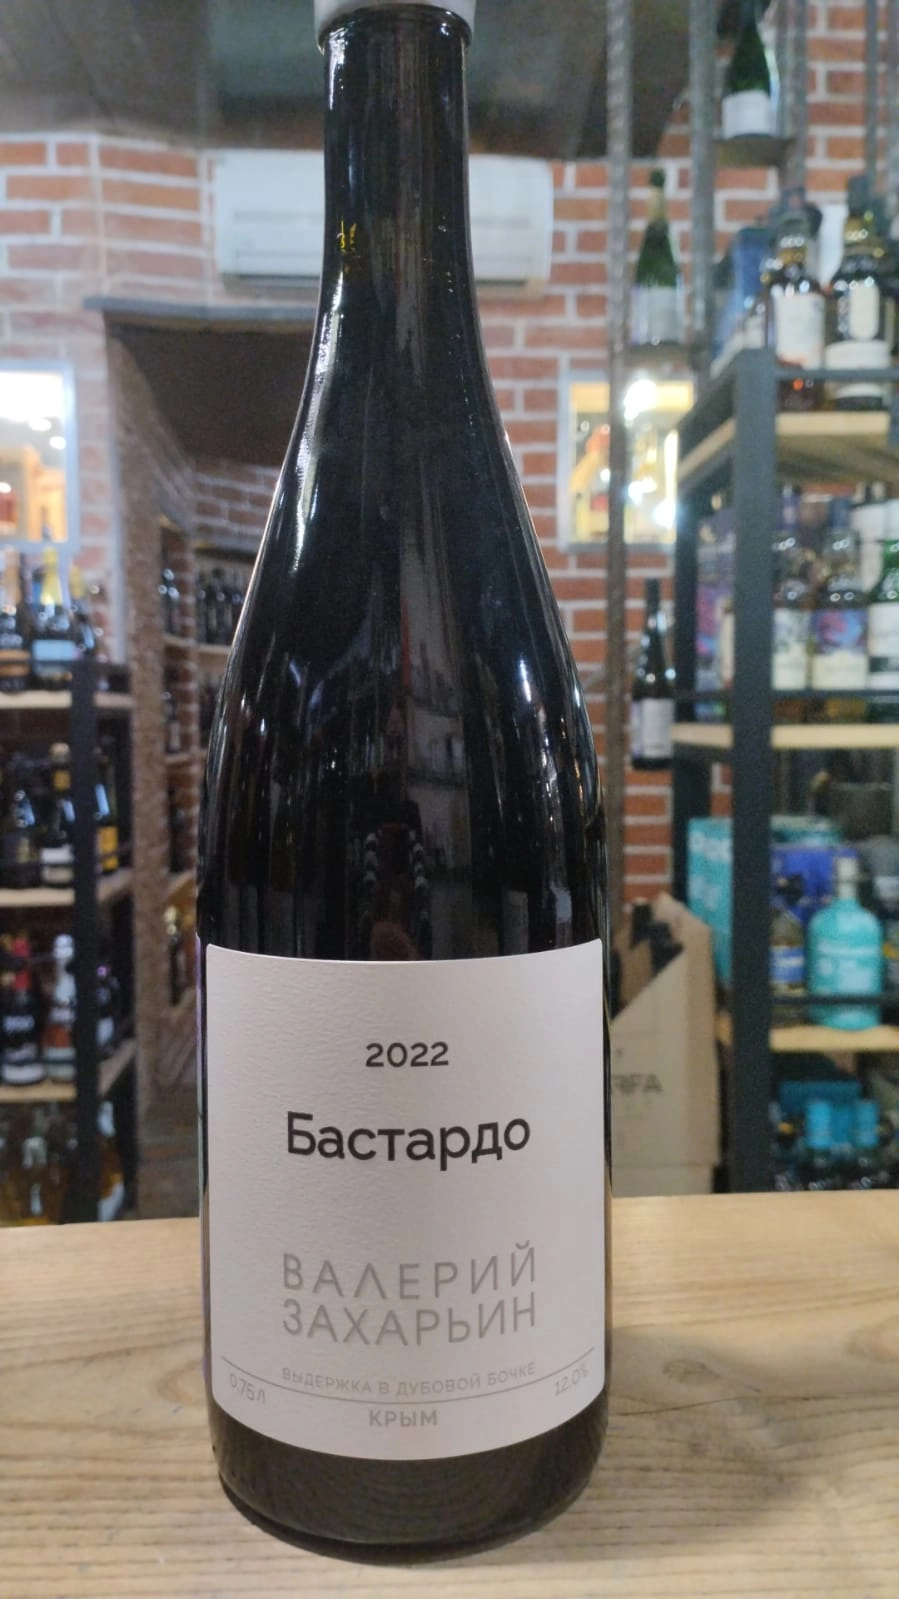 2022
Бастардо
ВАЛЕРИЙ
ЗАХАРЬИН
ВЫДЕРЖКА В ДУБОВОЙ БОЧКЕ
0,75 Л
12.0%
КРЫМ